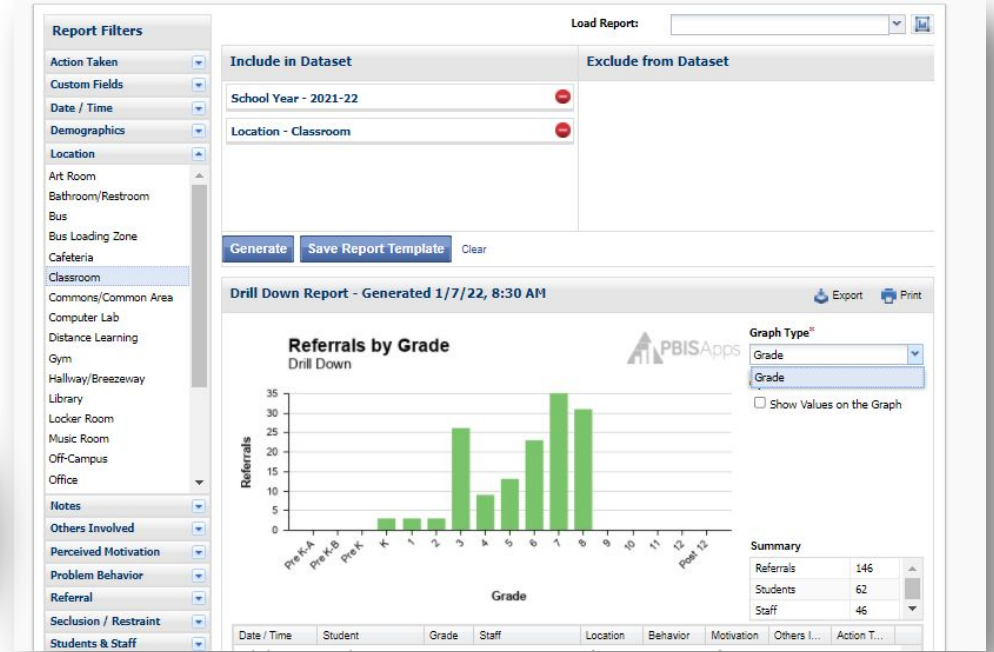 Report Filters
Action Taken
Custom Fields
Date / Time
Demographics
Location
Art Room
Bathroom/Restroom
Bus
Bus Loading Zone
Cafeteria
Classroom
Commons/Common Area
Computer Lab
Distance Learning
Gym
Hallway/Breezeway
Library
Locker Room
Music Room
Off-Campus
Office
Notes
Others Involved
Perceived Motivation
Problem Behavior
Referral
Seclusion / Restraint
Students & Staff
Load Report:
Include in Dataset
Exclude from Dataset
School Year - 2021-22
Location - Classroom
Generate Save Report Template Clear
Drill Down Report - Generated 1/7/22, 8:30 AM
Export Print
Referrals by Grade
Drill Down
PBISApps
Graph Type*
Grade
Grade
Show Values on the Graph
Referrals
35
30
25
20
15
10
5
0
Pre K-A Pre K-B Pre K K 1 2 3 4 5 6 7 8 9 10 11 12 Post 12
Grade
Summary
Referrals 146
Students 62
Staff 46
Date / Time Student Grade Staff Location Behavior Motivation Others I... Action T...